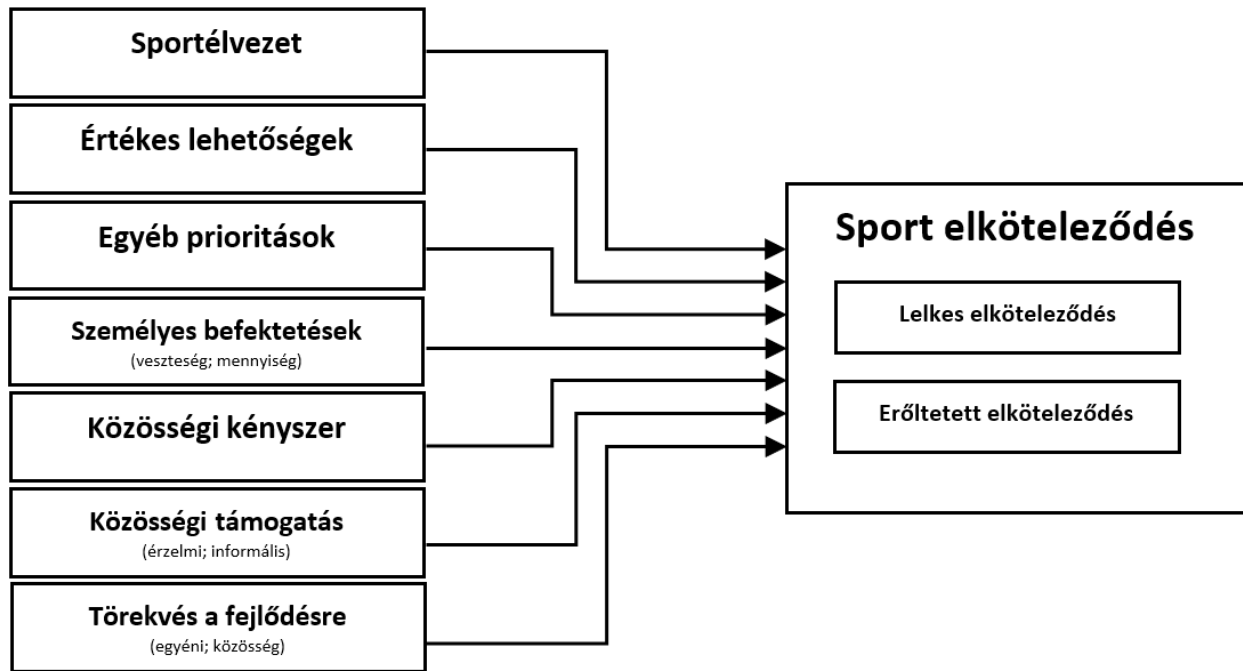 Sportélvezet
Értékes lehetőségek
Egyéb prioritások
Személyes befektetések
(veszteség; mennyiség)
Közösségi kényszer
Közösségi támogatás
(érzelmi; informális)
Törekvés a fejlődésre
(egyéni; közösség)
Sport elköteleződés
Lelkes elköteleződés
Erőltetett elköteleződés